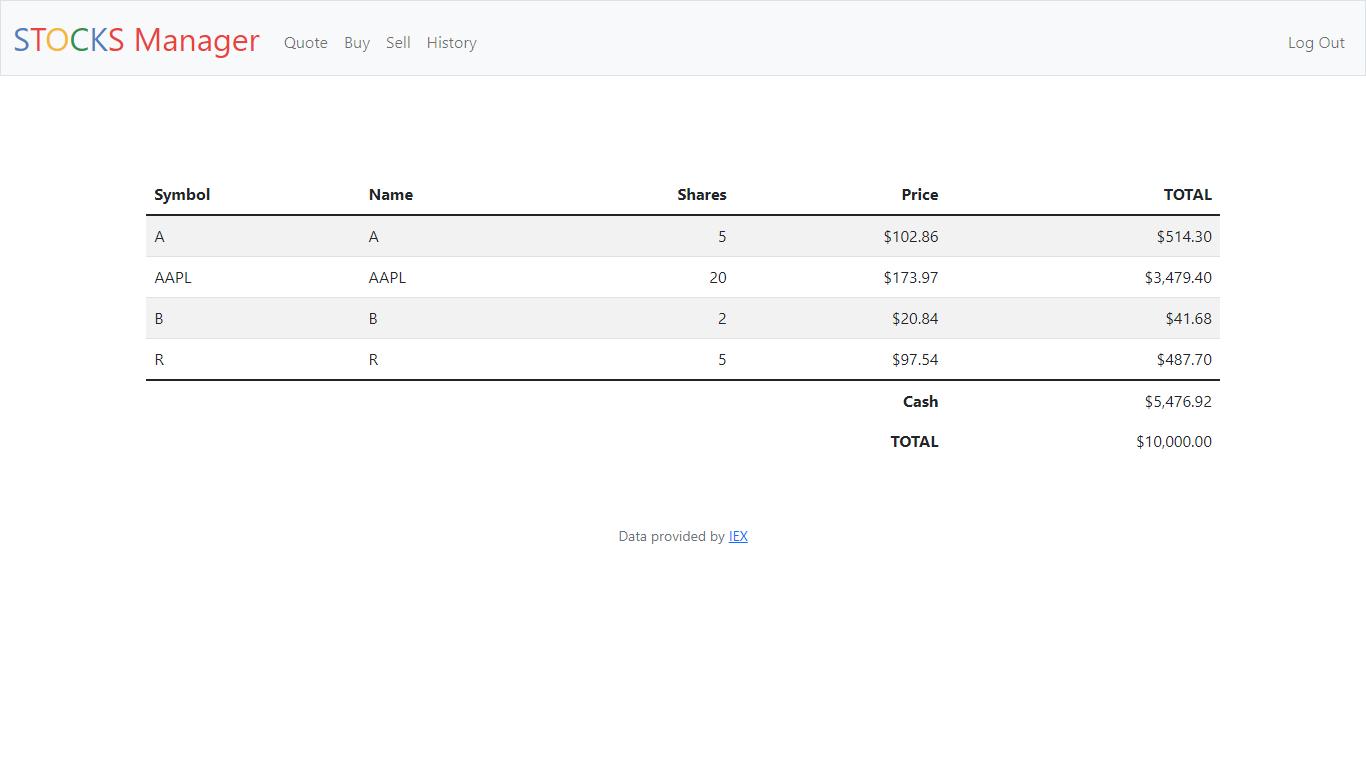 STOCKS Manager Quote Buy Sell History Log Out
Symbol Name Shares Price TOTAL
A A 5 $102.86 $514.30
AAPL AAPL 20 $173.97 $3,479.40
B B 2 $20.84 $41.68
R R 5 $97.54 $487.70
Cash $5,476.92
TOTAL $10,000.00
Data provided by IEX